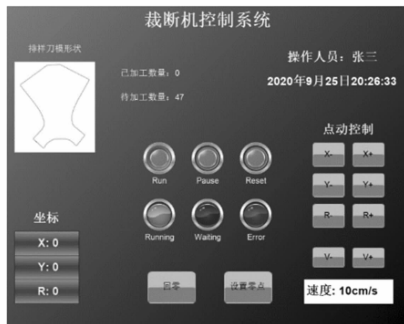 裁断机控制系统
排样刀模形状
操作人员：张三
已加工数量：0
2020年9月25日20:26:33
待加工数量：47
点动控制
X-
X+
Run
Pause
Reset
Y-
Y+
R-
R+
坐标
Running
Waiting
Error
X: 0
V-
V+
Y: 0
回零
设置零点
速度: 10cm/s
R: 0